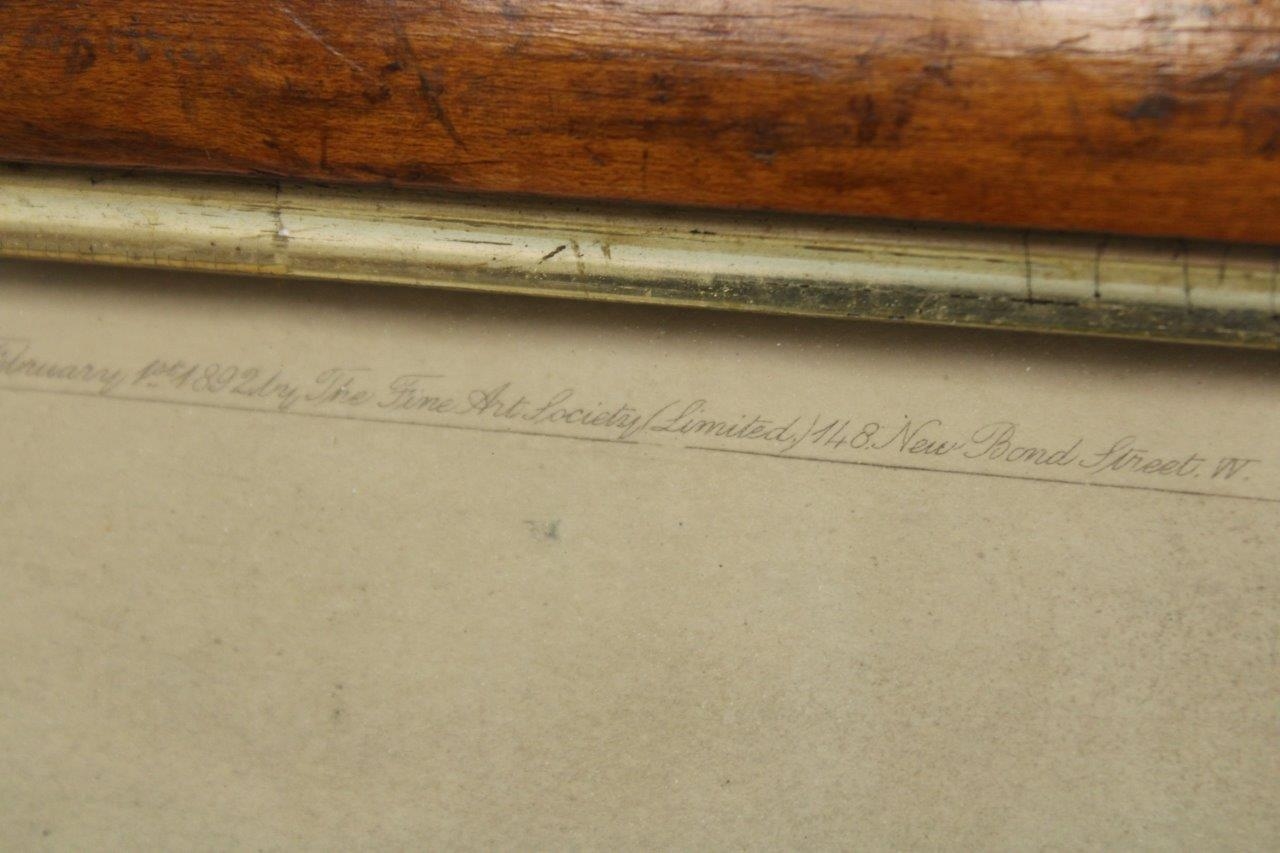 February 1st 1892 by The Fine Art Society (Limited,) 148. New Bond Street. W.